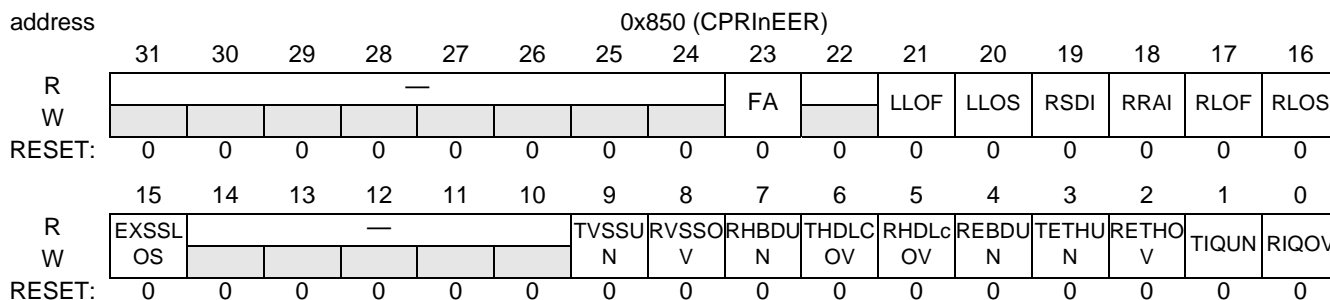 address 0x850 (CPRInEER)
31 30 29 28 27 26 25 24 23 22 21 20 19 18 17 16
R — FA LLOF LLOS RSDI RRAI RLOF RLOS
W
RESET: 0 0 0 0 0 0 0 0 0 0 0 0 0 0 0 0
15 14 13 12 11 10 9 8 7 6 5 4 3 2 1 0
R EXSSL — TVSSU RVSSO RHBDU THDLC RHDLc REBDU TETHU RETHO TIQUN RIQOV
W OS N V N OV OV N N V
RESET: 0 0 0 0 0 0 0 0 0 0 0 0 0 0 0 0